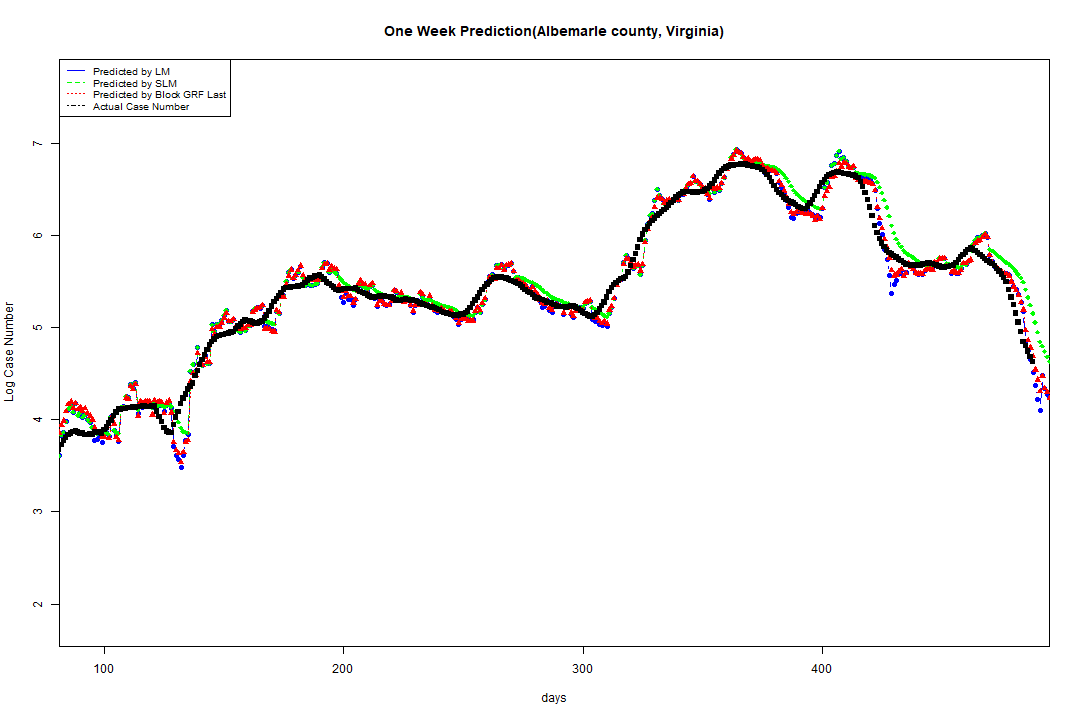 One Week Prediction(Albemarle county, Virginia)
Predicted by LM
Predicted by SLM
Predicted by Block GRF Last
Actual Case Number
7
6
5
4
3
2
Log Case Number
100 200 300 400
days